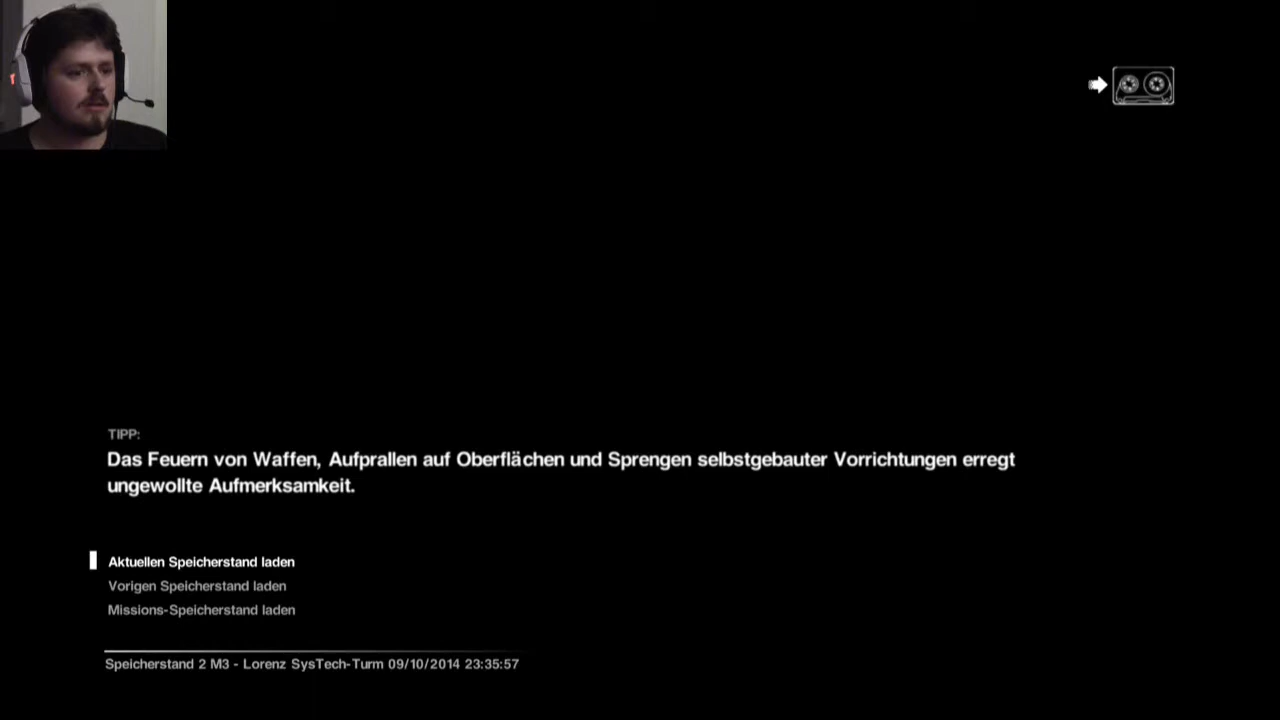 TIPP:
Das Feuern von Waffen, Aufprallen auf Oberflächen und Sprengen selbstgebauter Vorrichtungen erregt
ungewollte Aufmerksamkeit.
Aktuellen Speicherstand laden
Vorigen Speicherstand laden
Missions-Speicherstand laden
Speicherstand 2 M3 - Lorenz SysTech-Turm 09/10/2014 23:35:57